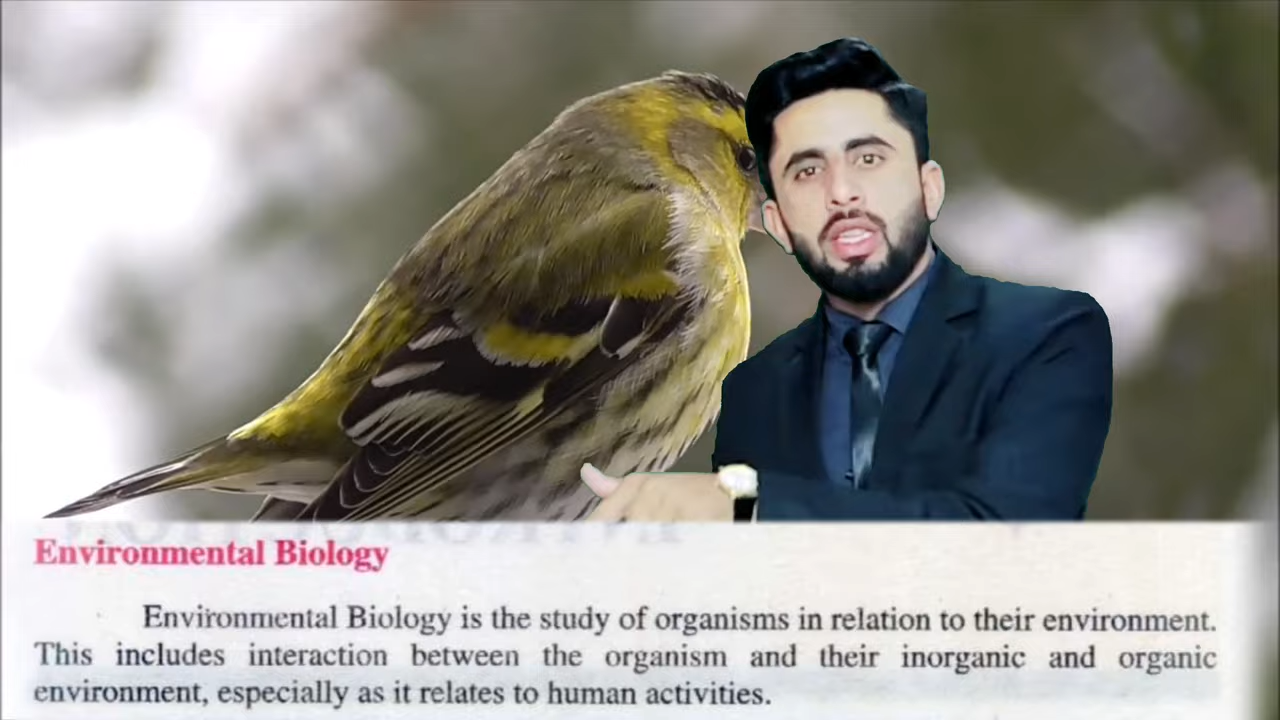 Environmental Biology
Environmental Biology is the study of organisms in relation to their environment.
This includes interaction between the organism and their inorganic and organic
environment, especially as it relates to human activities.